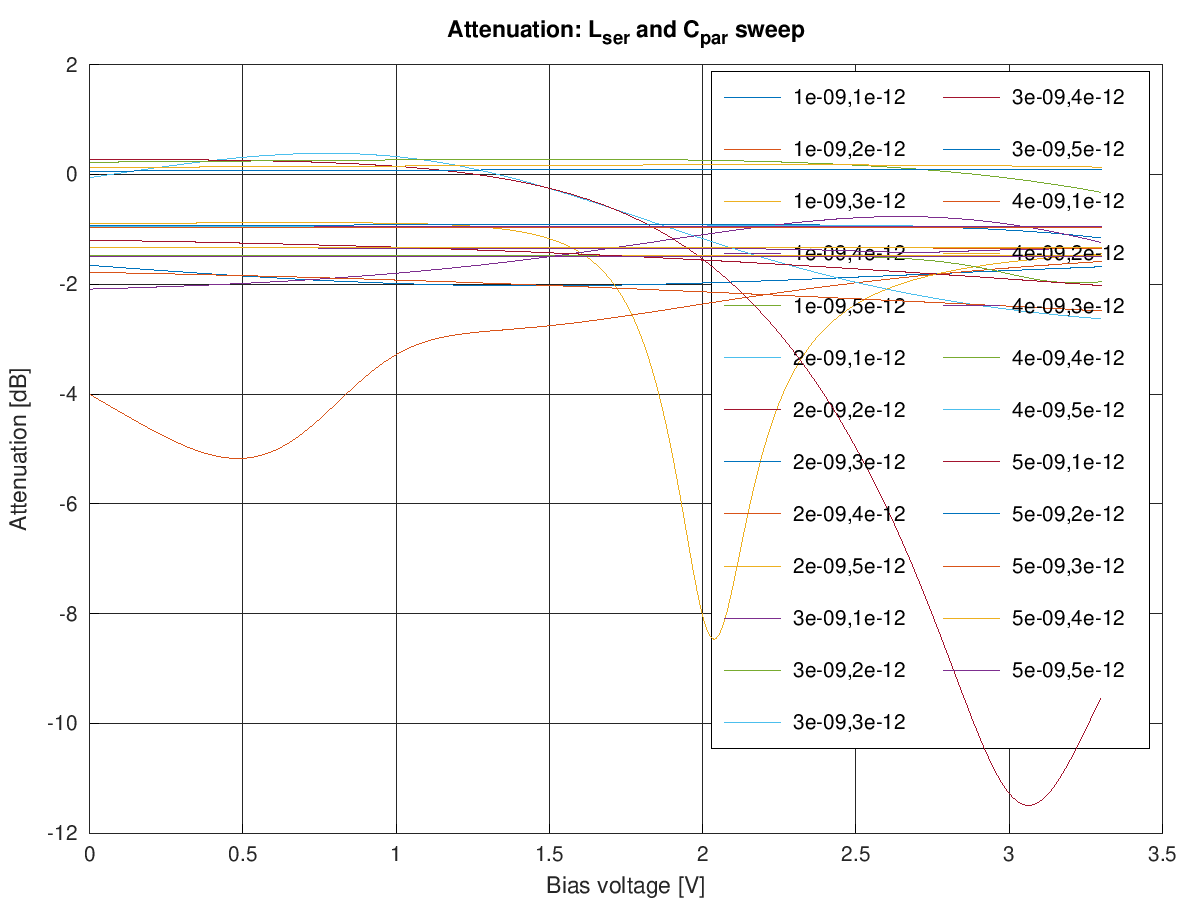 Attenuation: Lser and Cpar sweep
2
0
-2
-4
-6
-8
-10
-12
Attenuation [dB]
1e-09,1e-12
1e-09,2e-12
1e-09,3e-12
1e-09,4e-12
1e-09,5e-12
2e-09,1e-12
2e-09,2e-12
2e-09,3e-12
2e-09,4e-12
2e-09,5e-12
3e-09,1e-12
3e-09,2e-12
3e-09,3e-12
3e-09,4e-12
3e-09,5e-12
4e-09,1e-12
4e-09,2e-12
4e-09,3e-12
4e-09,4e-12
4e-09,5e-12
5e-09,1e-12
5e-09,2e-12
5e-09,3e-12
5e-09,4e-12
5e-09,5e-12
0 0.5 1 1.5 2 2.5 3 3.5
Bias voltage [V]